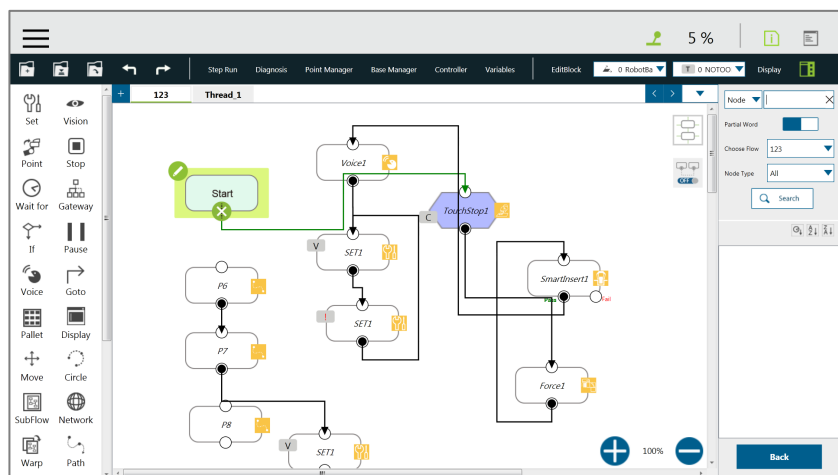 5 %
Step Run Diagnosis Point Manager Base Manager Controller Variables EditBlock 0 RobotBa T 0 NOTOO Display
123 Thread_1
Set Vision
Point Stop
Wait for Gateway
If Pause
Voice Goto
Pallet Display
Move Circle
SubFlow Network
Warp Path
Start
Voice1
TouchStop1
C
V
SET1
SET1
P6
P7
P8
V
SET1
SmartInsert1
Pass
Fail
Force1
OFF
100%
Node
Partial Word
Choose Flow 123
Node Type All
Search
Back